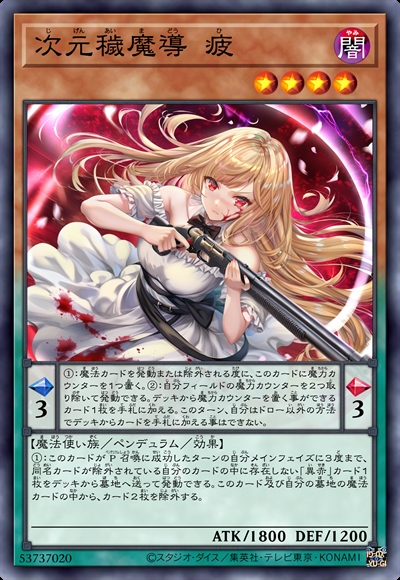 次元穢魔導 疲
闇
①:魔法カードを発動または除外される度に、このカードに魔力カウンターを1つ置く。②:自分フィールドの魔力カウンターを2つ取り除いて発動できる。デッキから魔力カウンターを置く事ができるカード1枚を手札に加える。このターン、自分はドロー以外の方法でデッキからカードを手札に加える事はできない。
3
3
【魔法使い族/ペンデュラム/効果】
①:このカードがP召喚に成功したターンの自分メインフェイズに3度まで、同名カードが除外されている自分のカードの中に存在しない「異赤」カード1枚をデッキから墓地へ送って発動できる。このカード及び自分の墓地の魔法カードの中から、カード2枚を除外する。
ATK/1800 DEF/1200
53737020
©スタジオ・ダイス/集英社・テレビ東京・KONAMI